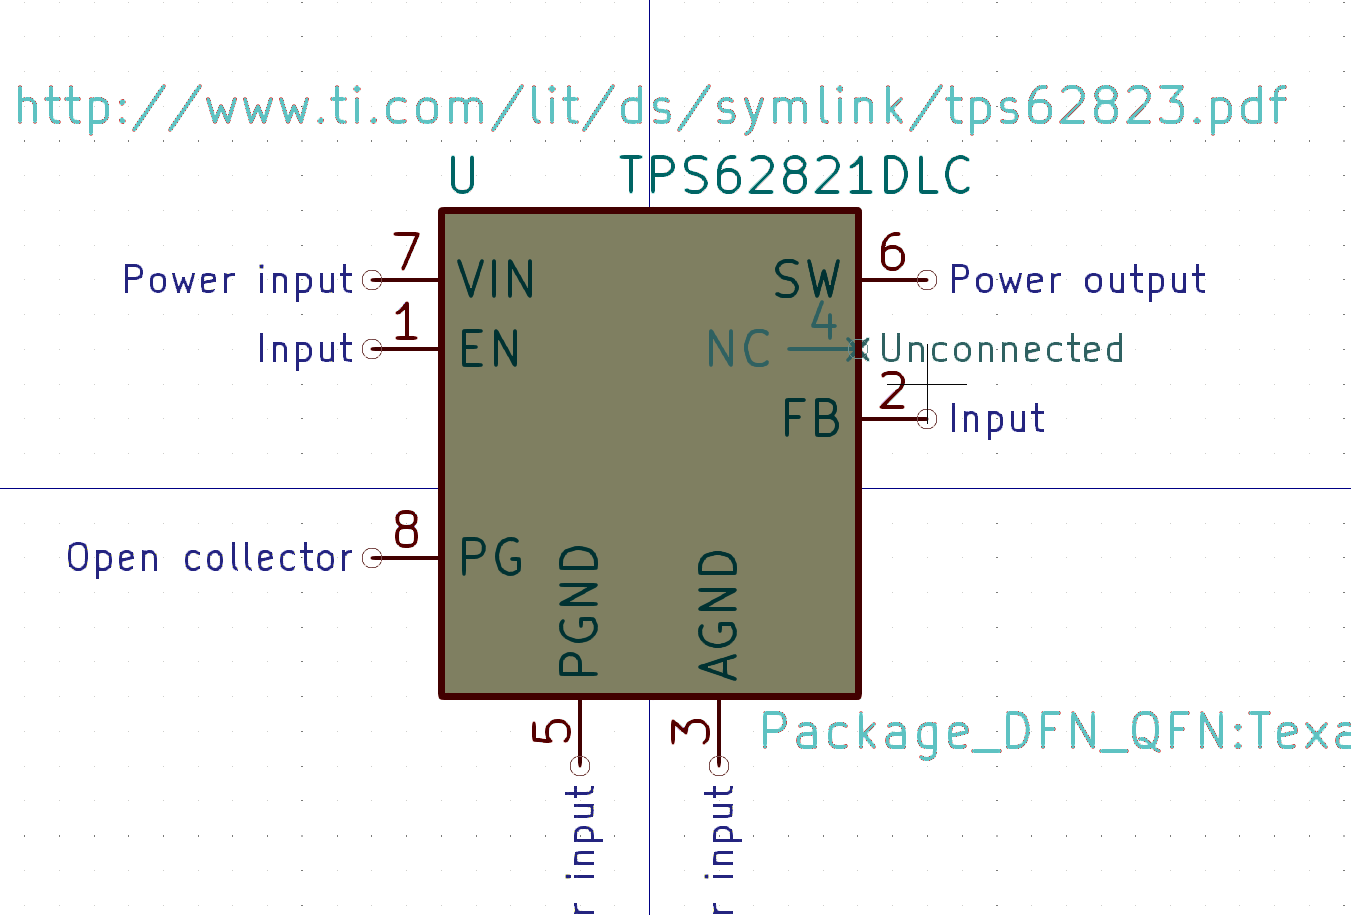 http://www.ti.com/lit/ds/symlink/tps62823.pdf
U TPS62821DLC
Power input 7 VIN SW 6 Power output
Input 1 EN NC 4 Unconnected
FB 2 Input
Open collector 8 PG
PGND AGND
5 3 Package_DFN_QFN:Texa
r input r input